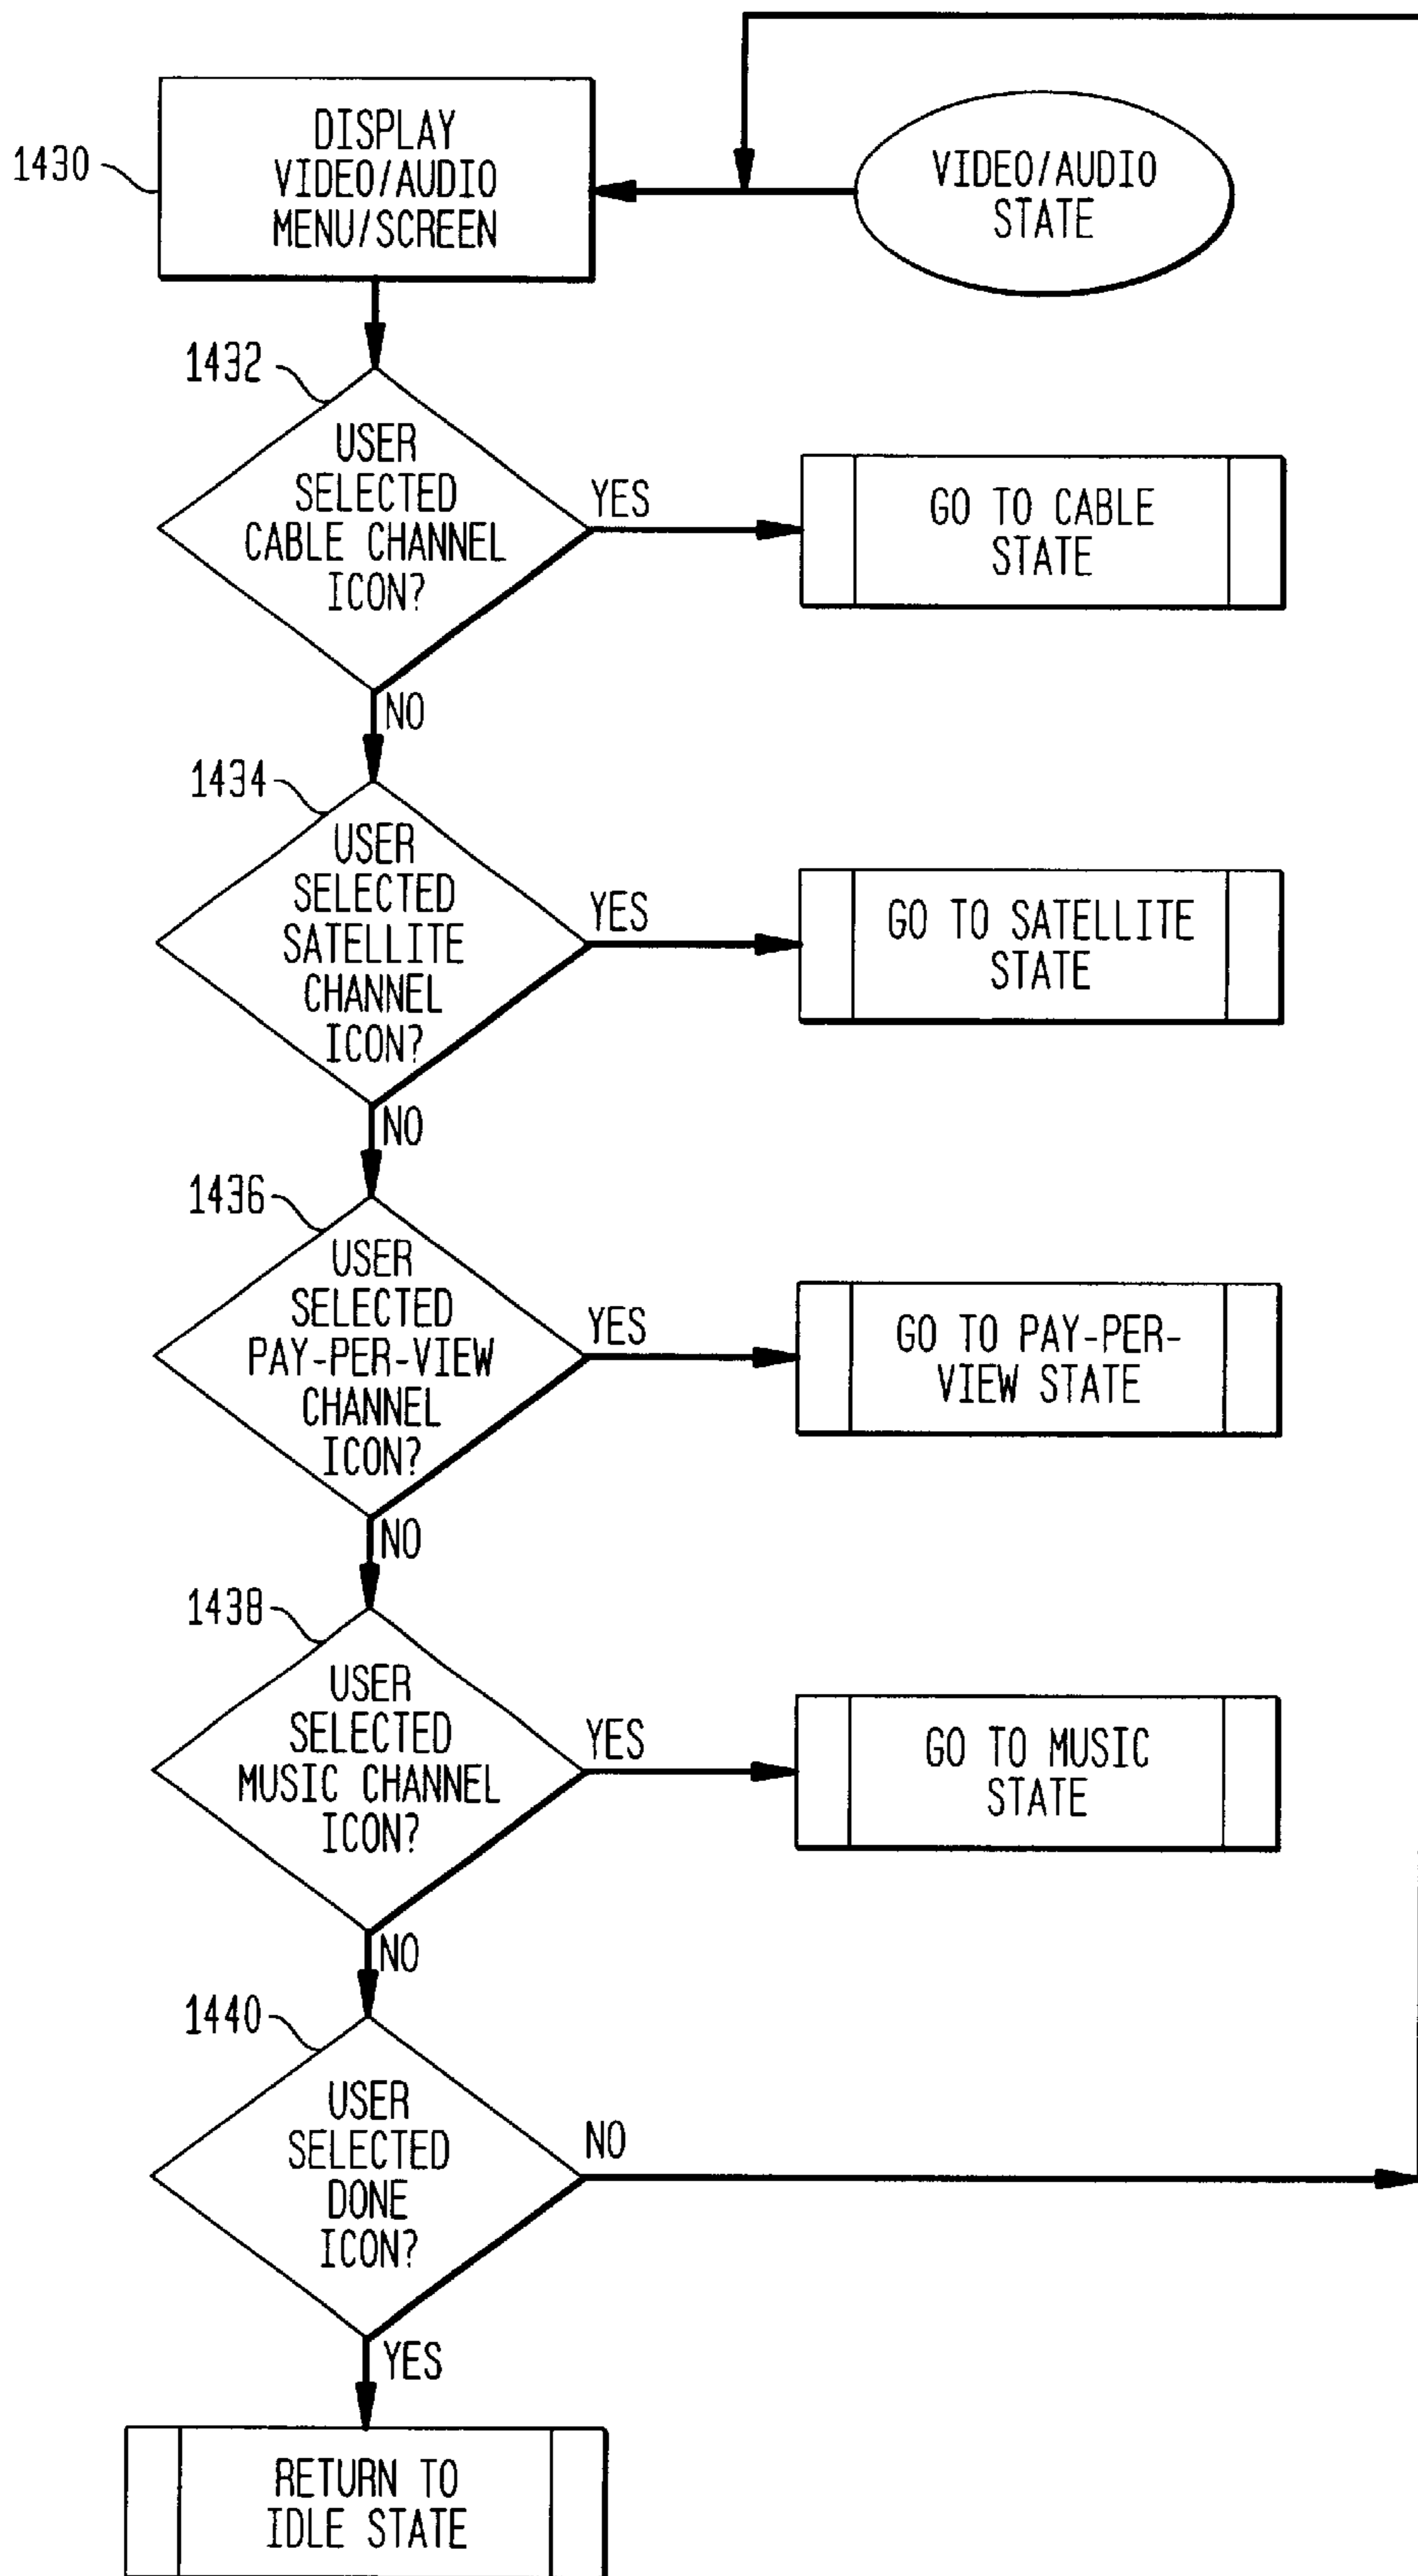 1430
DISPLAY
VIDEO/AUDIO
MENU/SCREEN
VIDEO/AUDIO
STATE
1432
USER
SELECTED
CABLE CHANNEL
ICON?
YES
GO TO CABLE
STATE
NO
1434
USER
SELECTED
SATELLITE
CHANNEL
ICON?
YES
GO TO SATELLITE
STATE
NO
1436
USER
SELECTED
PAY-PER-VIEW
CHANNEL
ICON?
YES
GO TO PAY-PER-
VIEW STATE
NO
1438
USER
SELECTED
MUSIC CHANNEL
ICON?
YES
GO TO MUSIC
STATE
NO
1440
USER
SELECTED
DONE
ICON?
NO
YES
RETURN TO
IDLE STATE